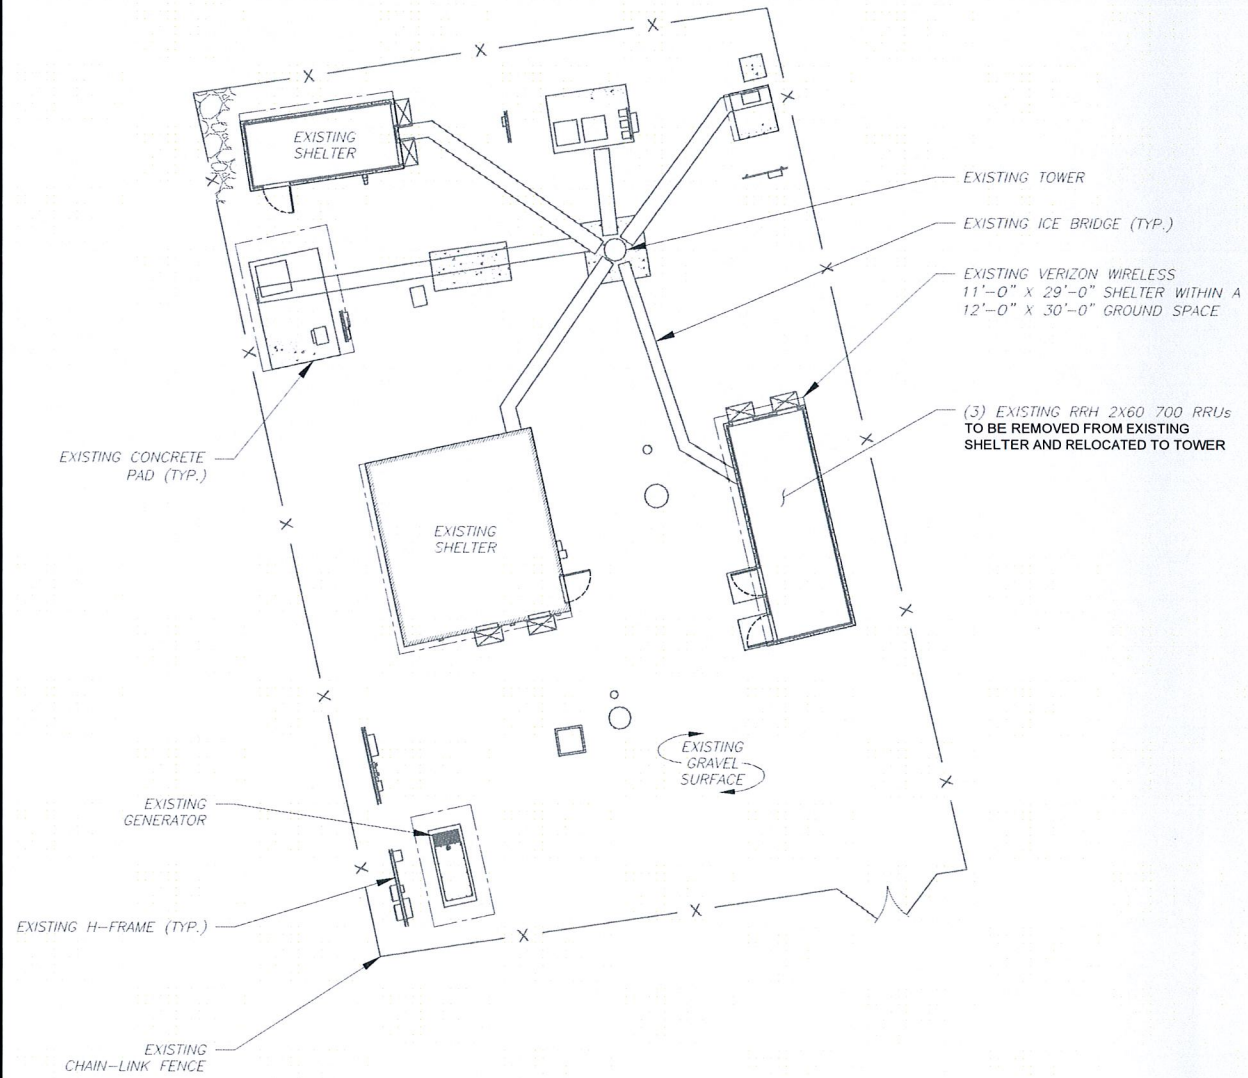 EXISTING
SHELTER
EXISTING TOWER
EXISTING ICE BRIDGE (TYP.)
EXISTING VERIZON WIRELESS
11'-0" X 29'-0" SHELTER WITHIN A
12'-0" X 30'-0" GROUND SPACE
(3) EXISTING RRH 2X60 700 RRUs
TO BE REMOVED FROM EXISTING
SHELTER AND RELOCATED TO TOWER
EXISTING CONCRETE
PAD (TYP.)
EXISTING
SHELTER
EXISTING
GRAVEL
SURFACE
EXISTING
GENERATOR
EXISTING H-FRAME (TYP.)
EXISTING
CHAIN-LINK FENCE